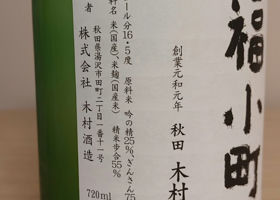 福小町
創業元和元年
秋田 木村
ール分16・5度 原料米 吟の精25%、ぎんさん75
料名 米(国産)、米麹(国産米) 精米歩合55%
者 秋田県湯沢市田町二丁目一番十一号
株式会社 木村酒造
720ml